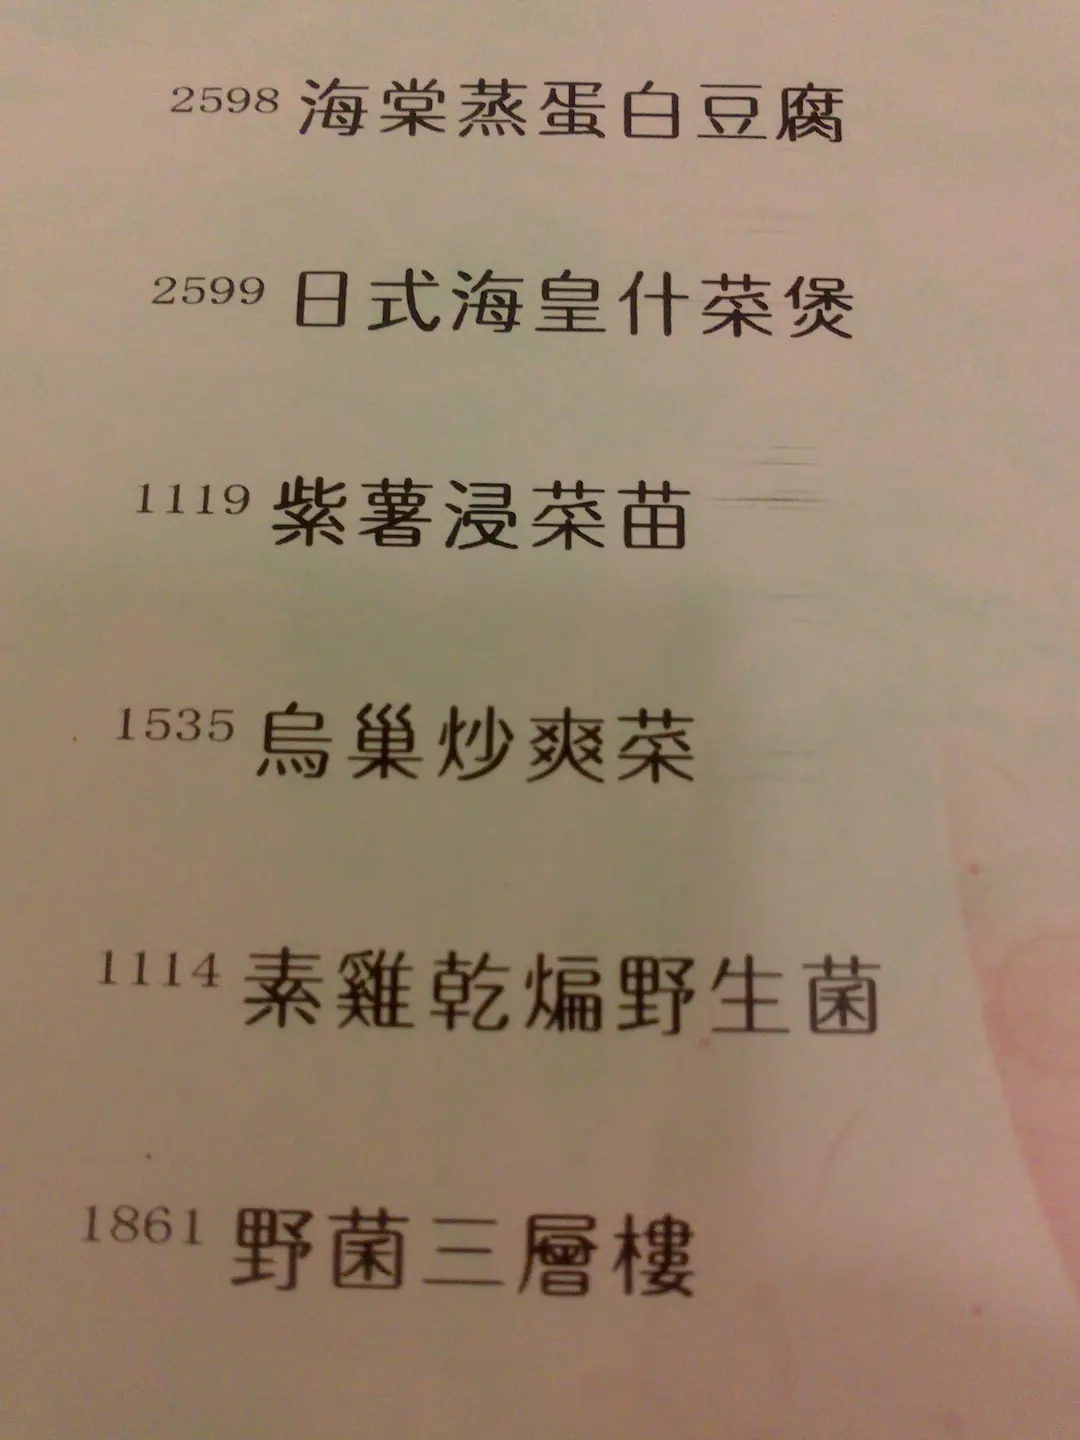 2598 海棠蒸蛋白豆腐
2599 日式海皇什菜煲
1119 紫薯浸菜苗
1535 烏巢炒爽菜
1114 素雞乾煸野生菌
1861 野菌三層樓